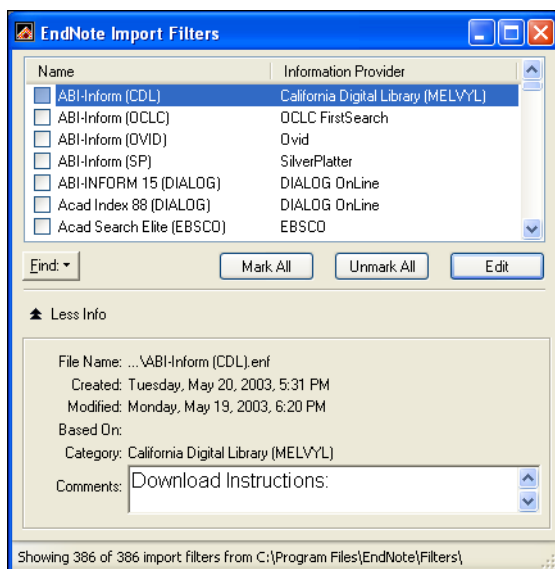 EndNote Import Filters
Name Information Provider
ABI-Inform (CDL) California Digital Library (MELVYL)
ABI-Inform (OCLC) OCLC FirstSearch
ABI-Inform (OVID) Ovid
ABI-Inform (SP) SilverPlatter
ABI-INFORM 15 (DIALOG) DIALOG OnLine
Acad Index 88 (DIALOG) DIALOG OnLine
Acad Search Elite (EBSCO) EBSCO
Find: Mark All Unmark All Edit
Less Info
File Name: ...\ABI-Inform (CDL).enf
Created: Tuesday, May 20, 2003, 5:31 PM
Modified: Monday, May 19, 2003, 6:20 PM
Based On:
Category: California Digital Library (MELVYL)
Comments: Download Instructions:
Showing 386 of 386 import filters from C:\Program Files\EndNote\Filters\